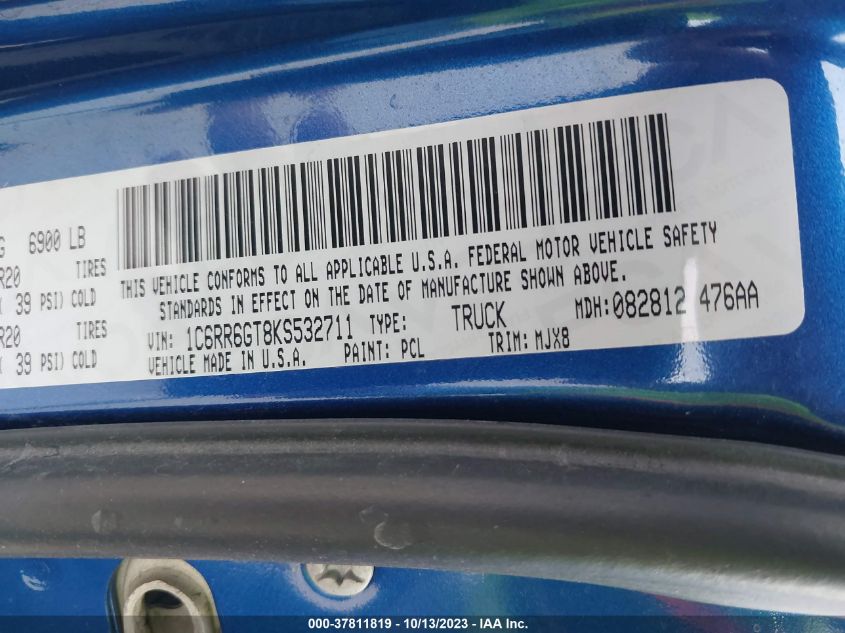 G 6900 LB
R20 TIRES
( 39 PSI) COLD
R20 TIRES
( 39 PSI) COLD
THIS VEHICLE CONFORMS TO ALL APPLICABLE U.S.A. FEDERAL MOTOR VEHICLE SAFETY
STANDARDS IN EFFECT ON THE DATE OF MANUFACTURE SHOWN ABOVE.
VIN: 1C6RR6GT8KS532711 TYPE: TRUCK MDH: 082812 476AA
VEHICLE MADE IN U.S.A. PAINT: PCL TRIM: MJX8
000-37811819 - 10/13/2023 - IAA Inc.